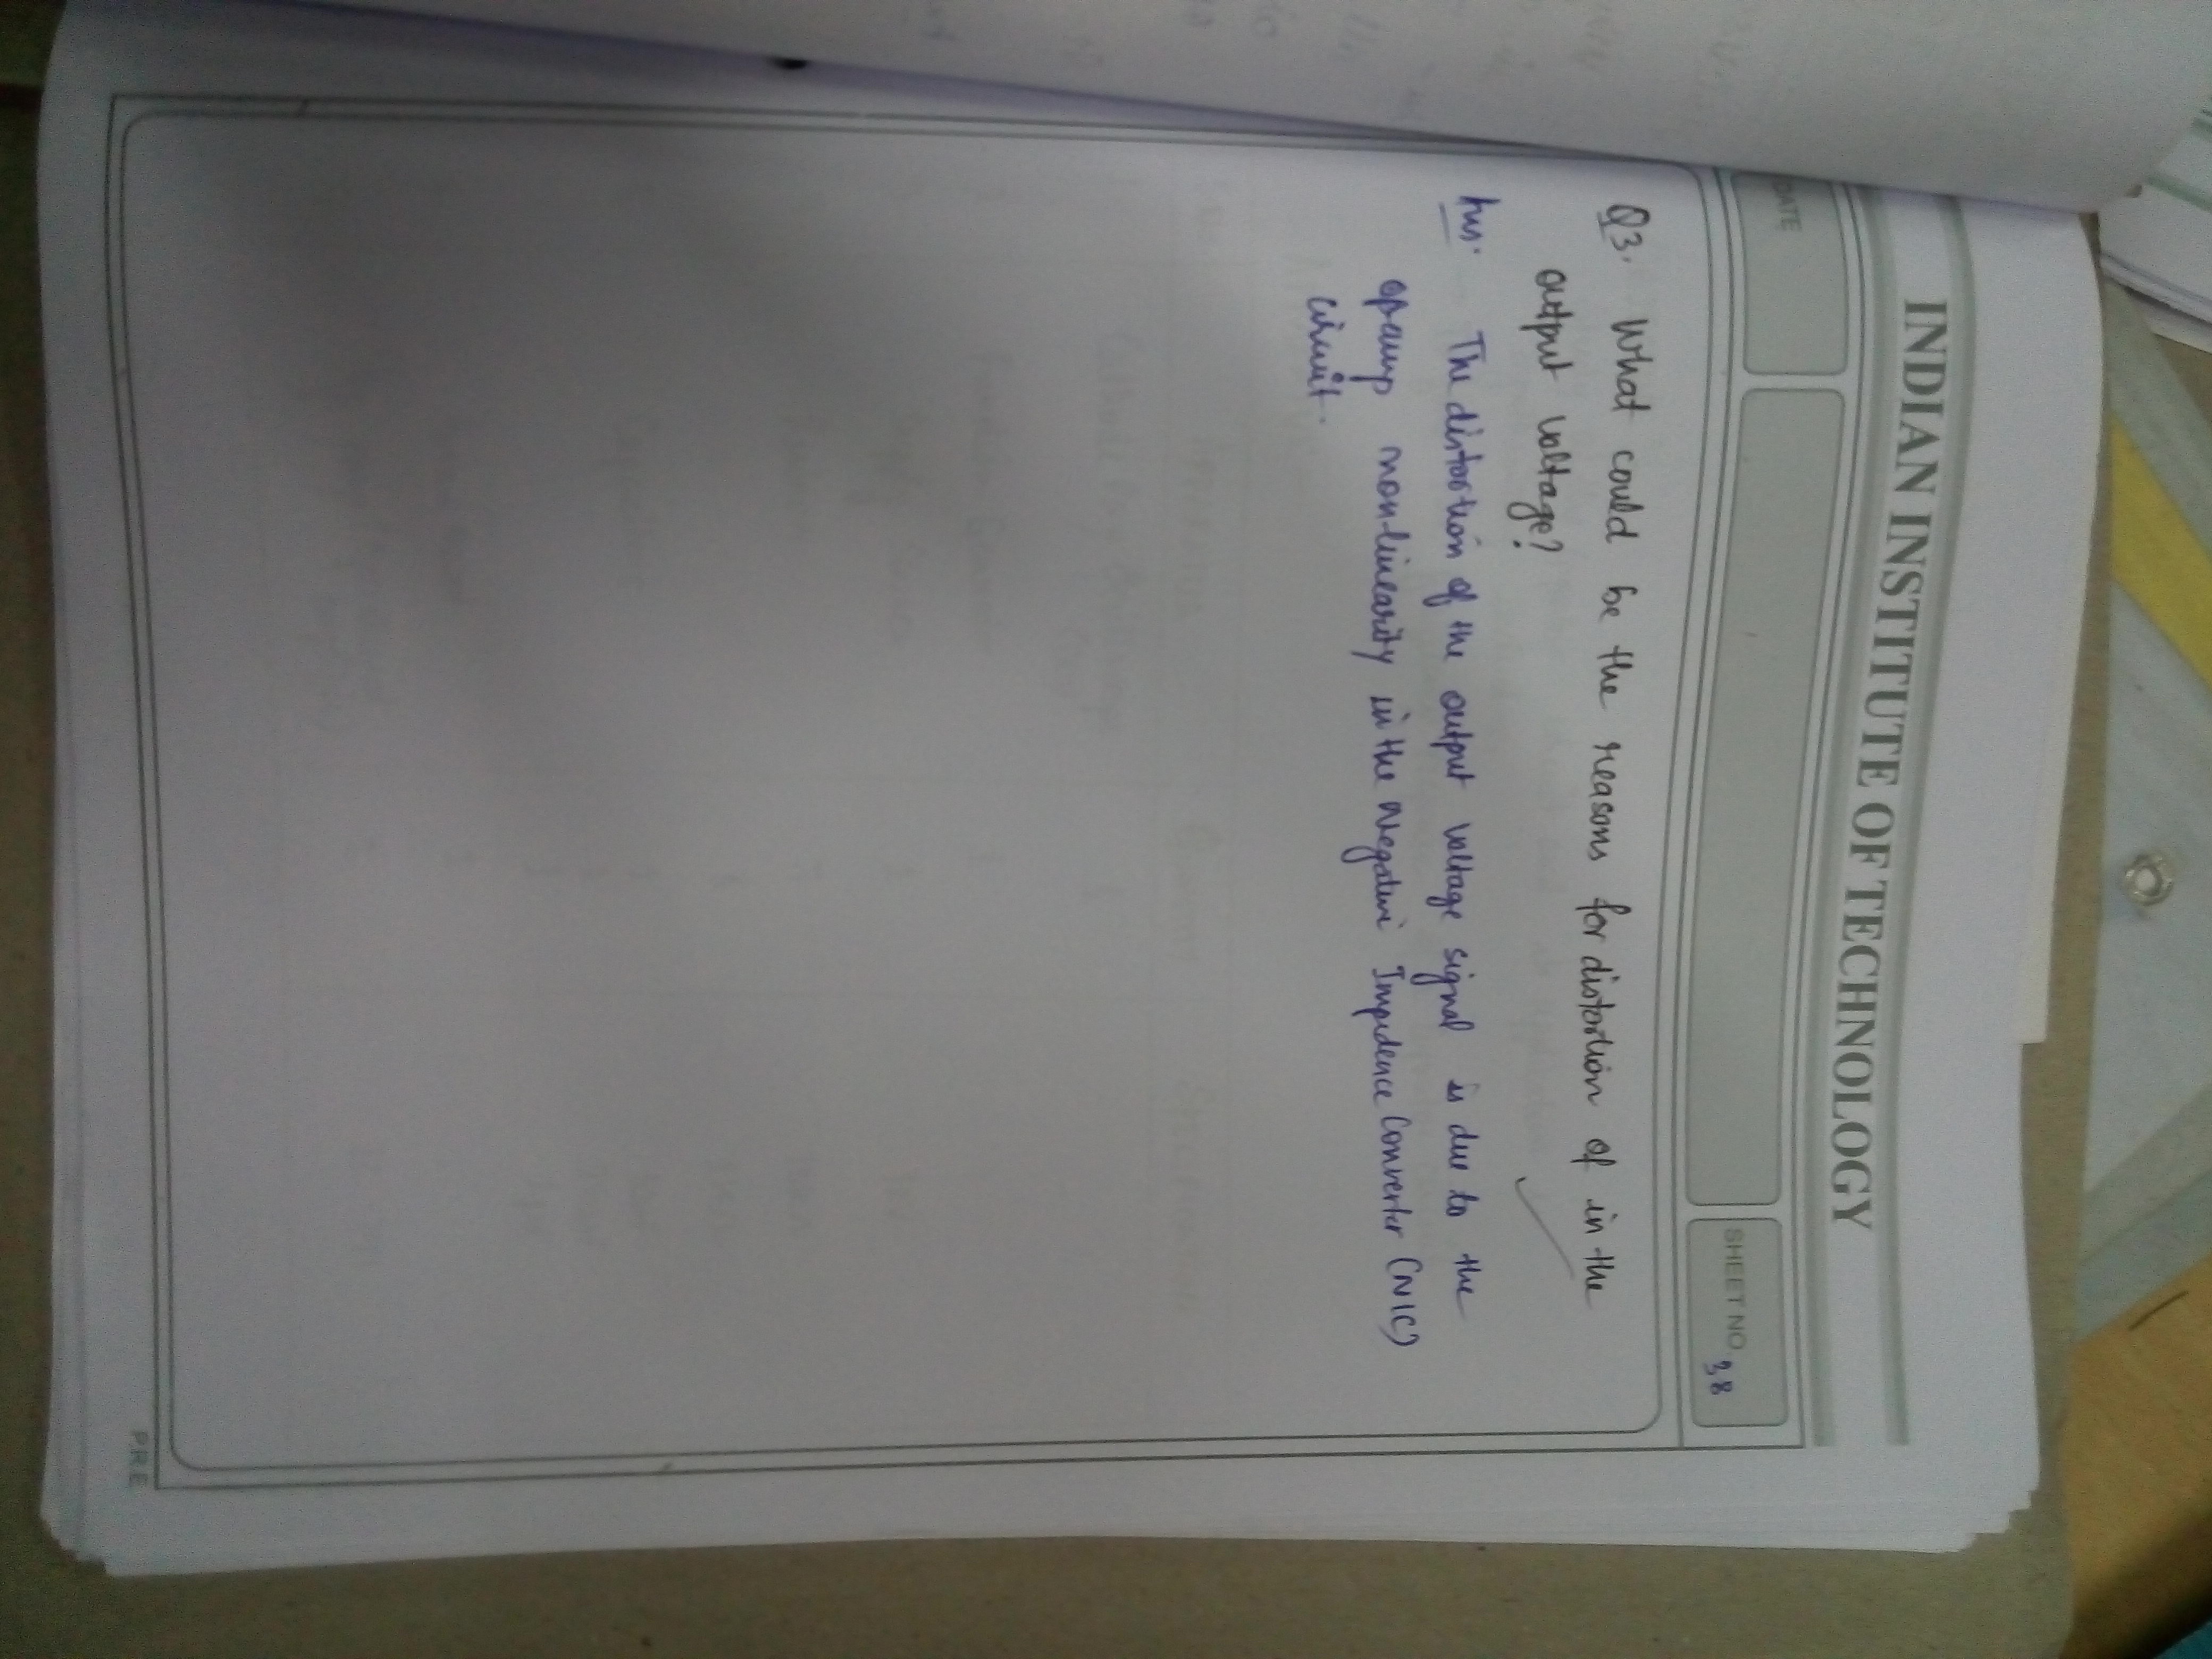 INDIAN INSTITUTE OF TECHNOLOGY
DATE
SHEET NO. 38
Q3. What could be the reasons for distortion of in the
output voltage?
Ans. The distortion of the output voltage signal is due to the
opamp non-linearity in the Negative Impedence Converter (NIC)
circuit.
P.R.E